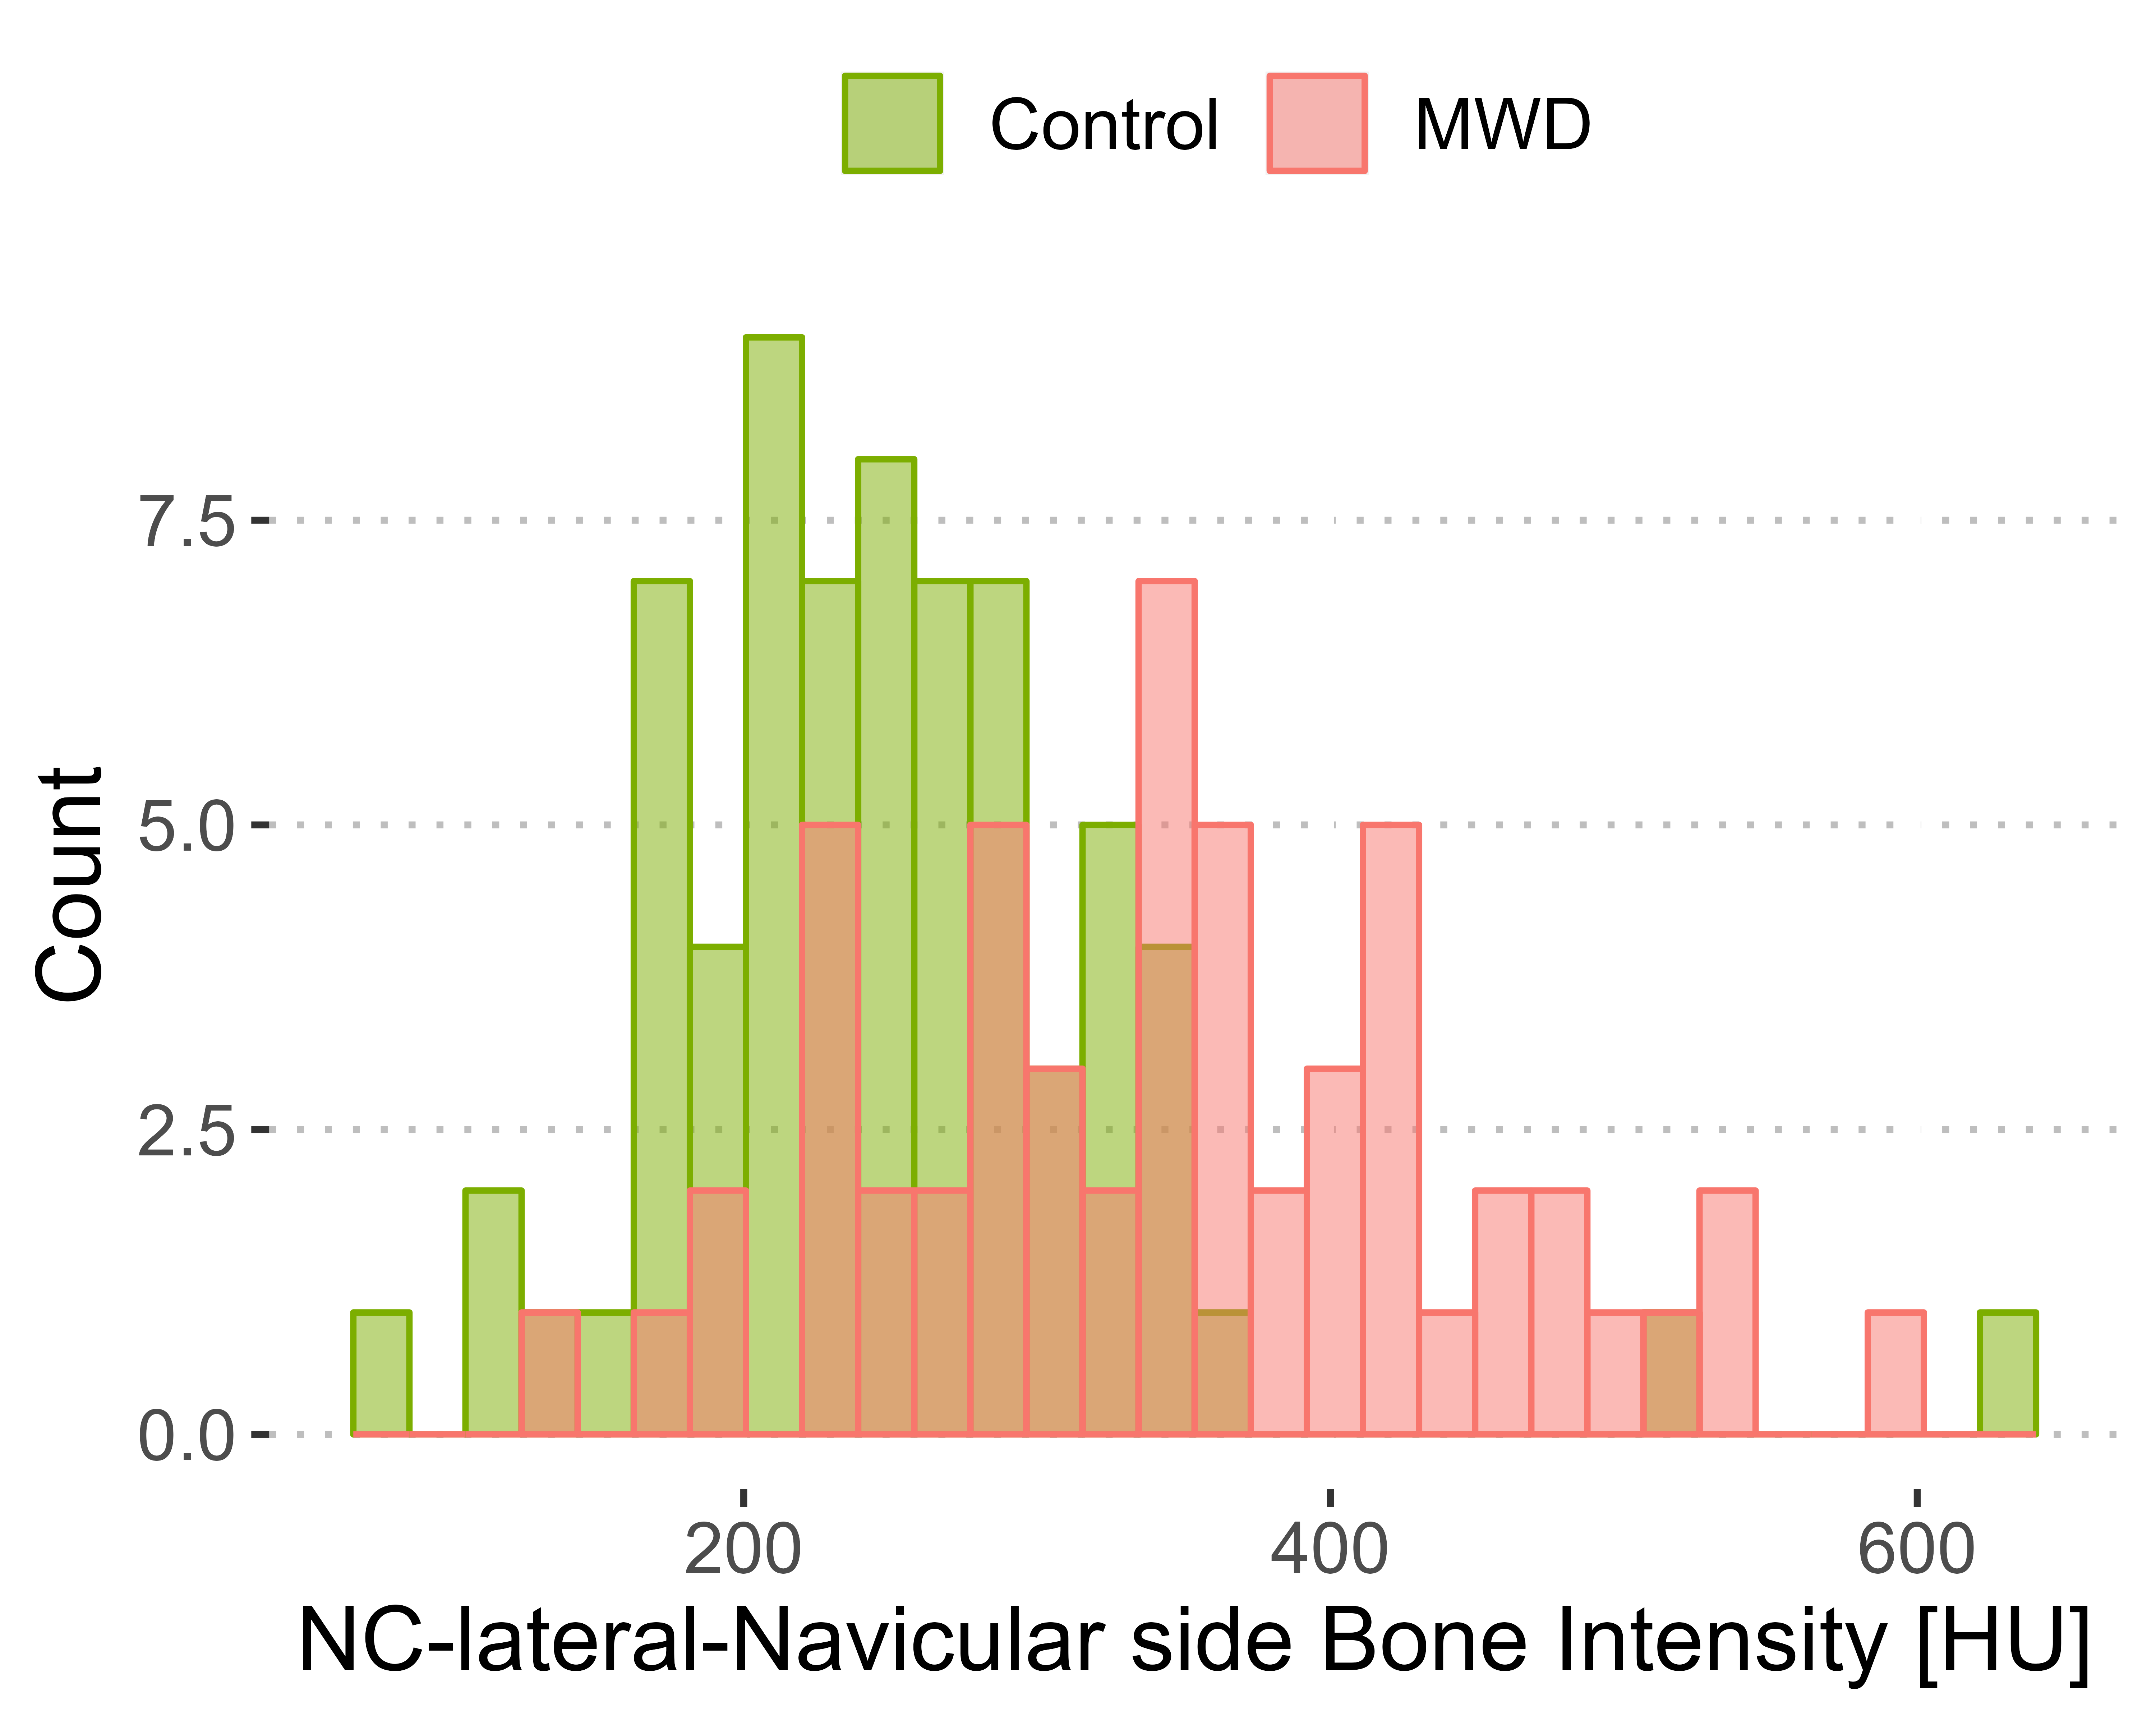 Control MWD
Count
7.5
5.0
2.5
0.0
200 400 600
NC-lateral-Navicular side Bone Intensity [HU]